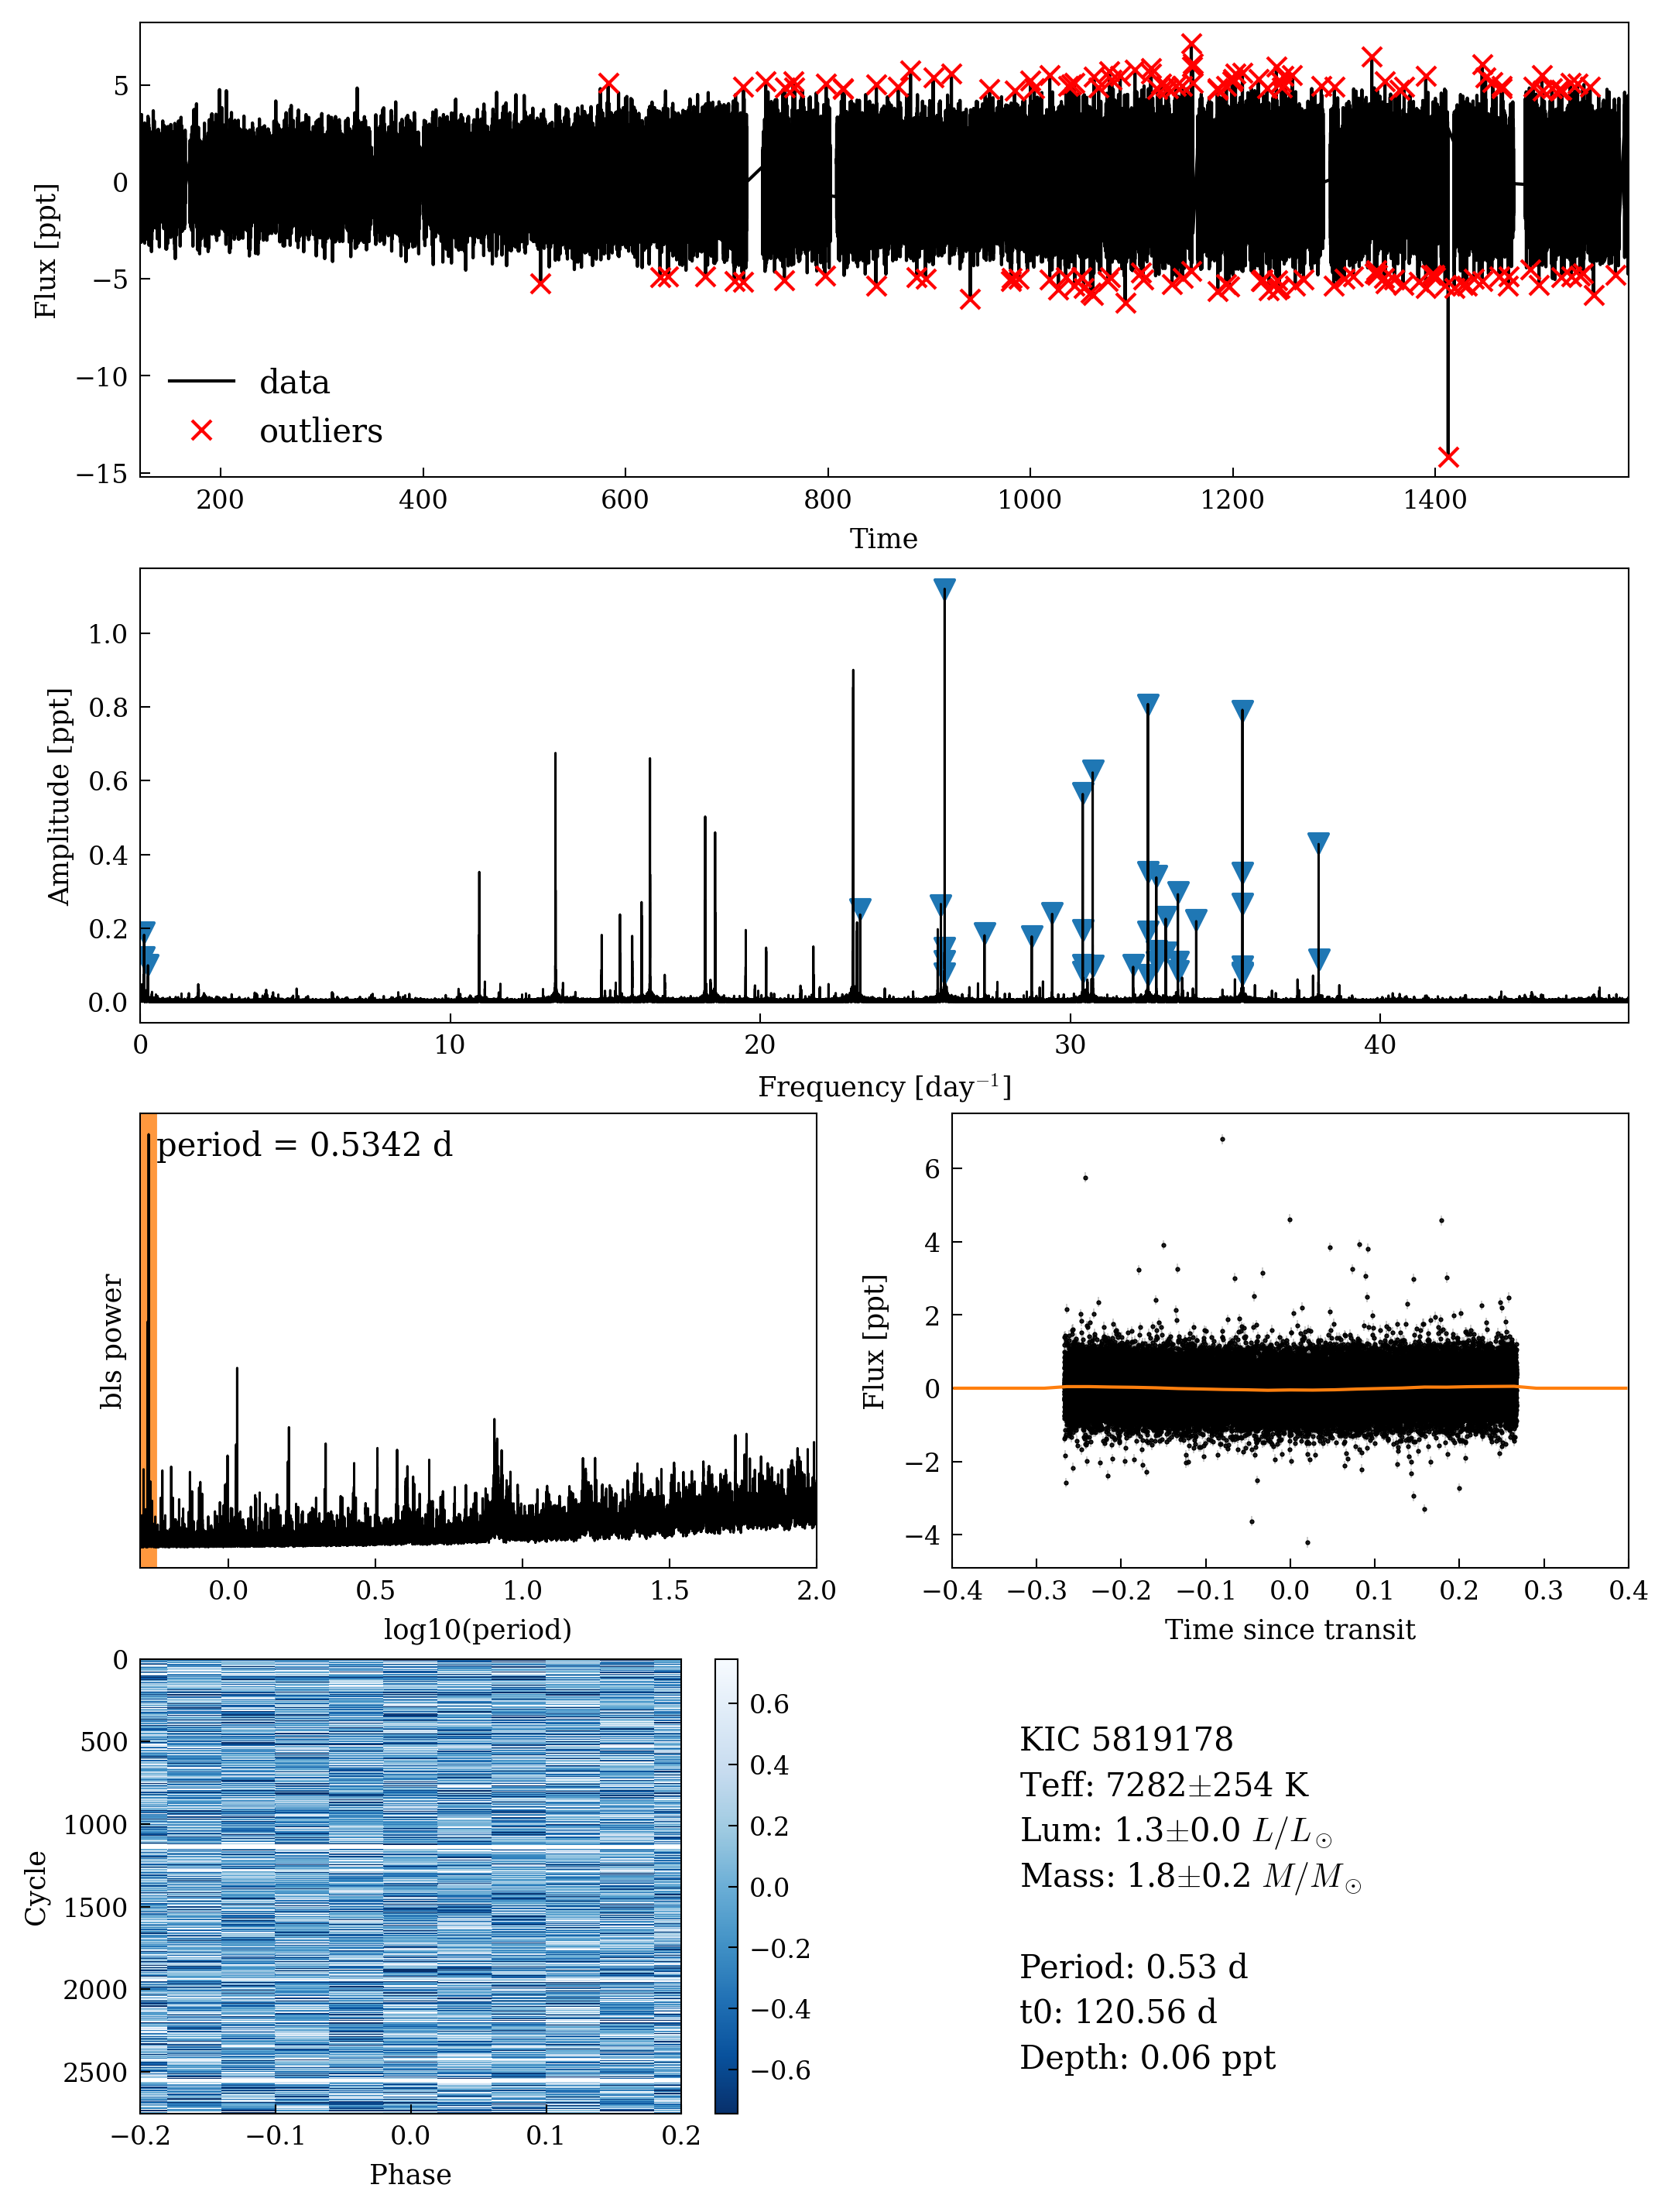 5
0
−5
−10
−15
Flux [ppt]
data
outliers
200 400 600 800 1000 1200 1400
Time
1.0
0.8
0.6
0.4
0.2
0.0
Amplitude [ppt]
0 10 20 30 40
Frequency [day⁻¹]
period = 0.5342 d
bls power
0.0 0.5 1.0 1.5 2.0
log10(period)
6
4
2
0
−2
−4
Flux [ppt]
−0.4 −0.3 −0.2 −0.1 0.0 0.1 0.2 0.3 0.4
Time since transit
0
500
1000
1500
2000
2500
Cycle
−0.2 −0.1 0.0 0.1 0.2
Phase
0.6
0.4
0.2
0.0
−0.2
−0.4
−0.6
KIC 5819178
Teff: 7282±254 K
Lum: 1.3±0.0 L/L⊙
Mass: 1.8±0.2 M/M⊙
Period: 0.53 d
t0: 120.56 d
Depth: 0.06 ppt